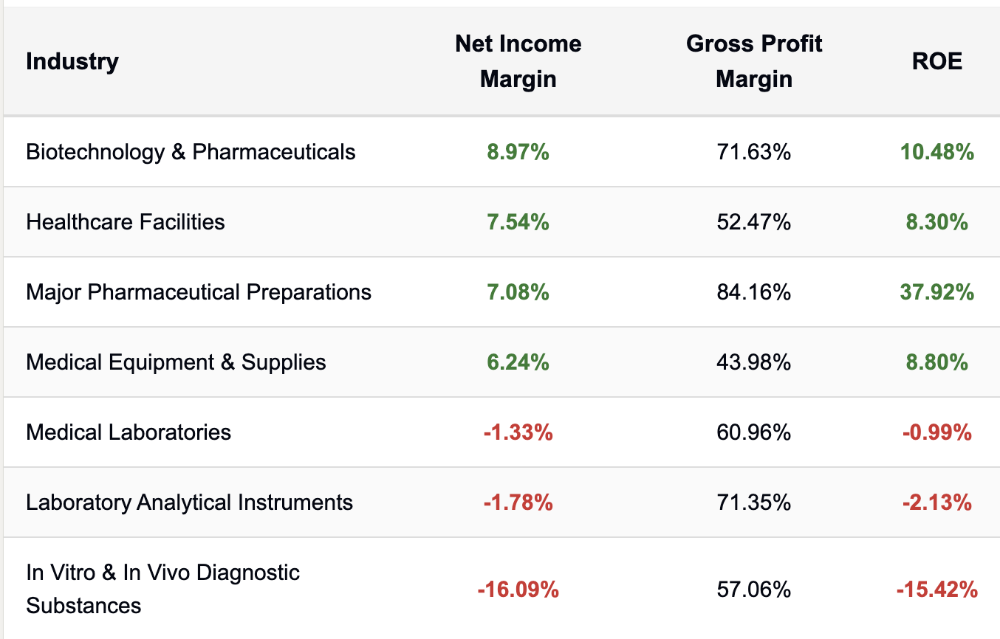 Industry Net Income Margin Gross Profit Margin ROE
Biotechnology & Pharmaceuticals 8.97% 71.63% 10.48%
Healthcare Facilities 7.54% 52.47% 8.30%
Major Pharmaceutical Preparations 7.08% 84.16% 37.92%
Medical Equipment & Supplies 6.24% 43.98% 8.80%
Medical Laboratories -1.33% 60.96% -0.99%
Laboratory Analytical Instruments -1.78% 71.35% -2.13%
In Vitro & In Vivo Diagnostic Substances -16.09% 57.06% -15.42%